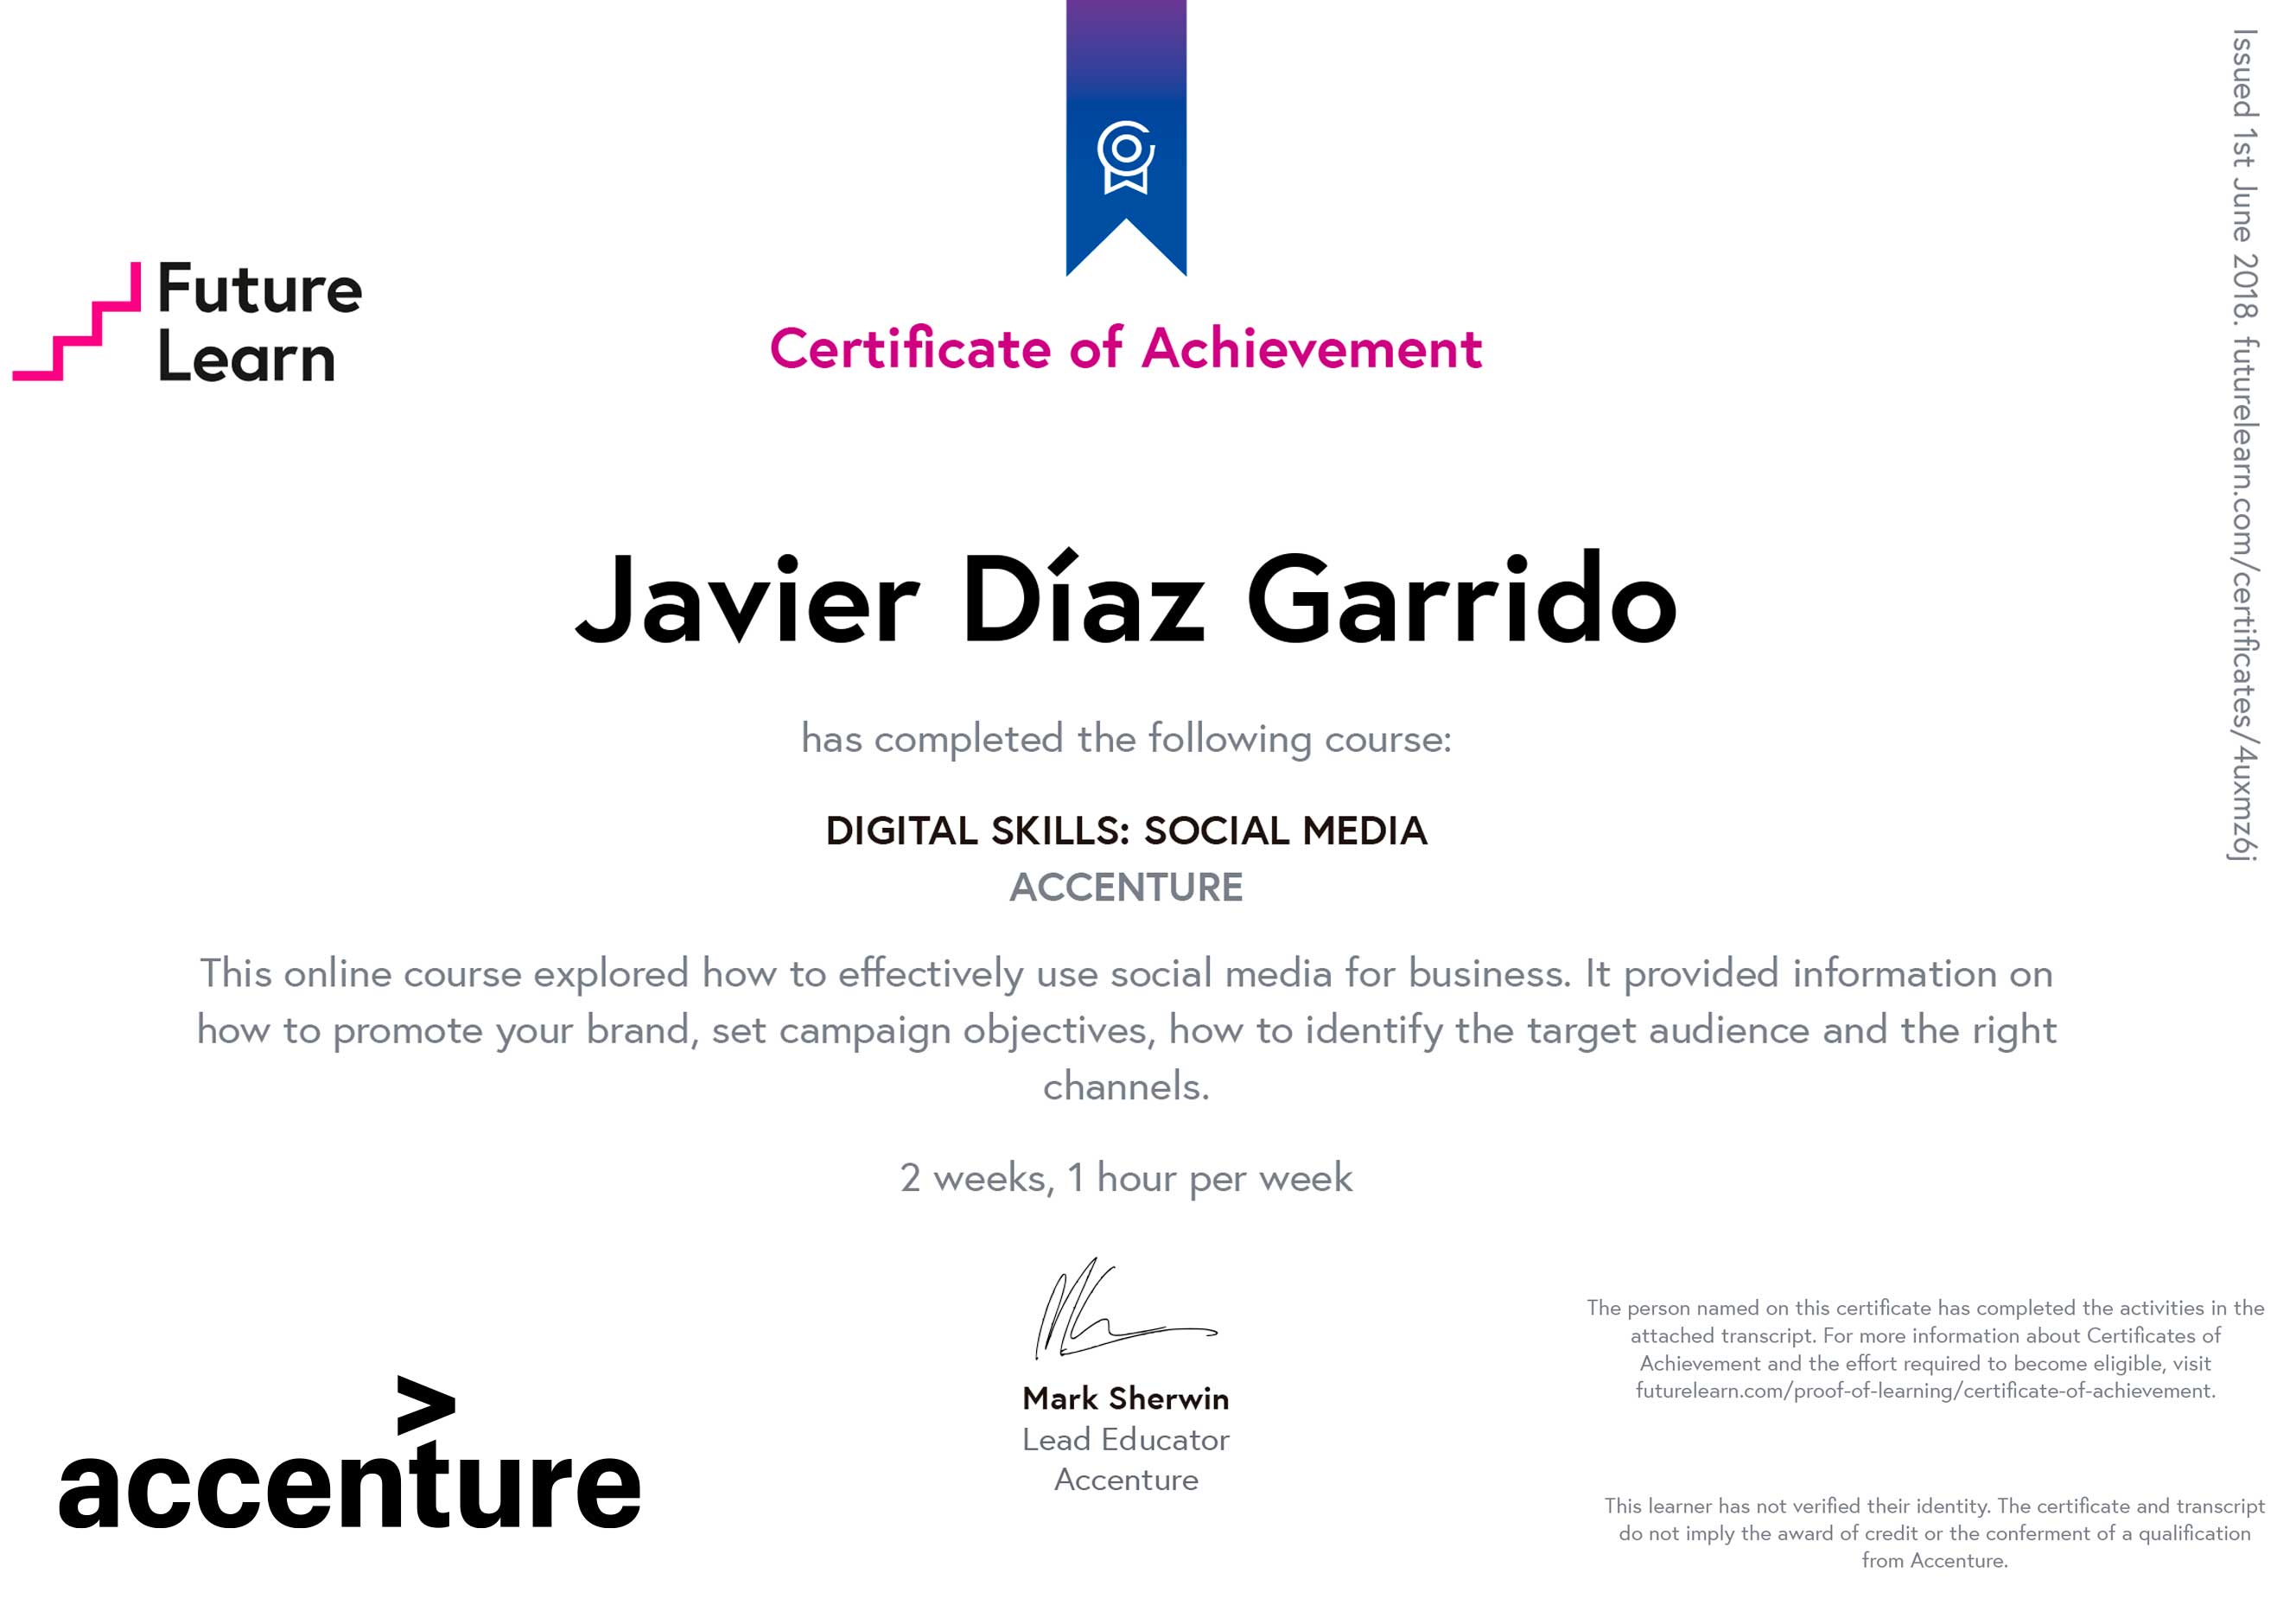 Issued 1st June 2018. futurelearn.com/certificates/4uxmz6j
Future
Learn
Certificate of Achievement
Javier Díaz Garrido
has completed the following course:
DIGITAL SKILLS: SOCIAL MEDIA
ACCENTURE
This online course explored how to effectively use social media for business. It provided information on
how to promote your brand, set campaign objectives, how to identify the target audience and the right
channels.
2 weeks, 1 hour per week
Mark Sherwin
Lead Educator
Accenture
accenture
The person named on this certificate has completed the activities in the
attached transcript. For more information about Certificates of
Achievement and the effort required to become eligible, visit
futurelearn.com/proof-of-learning/certificate-of-achievement.
This learner has not verified their identity. The certificate and transcript
do not imply the award of credit or the conferment of a qualification
from Accenture.